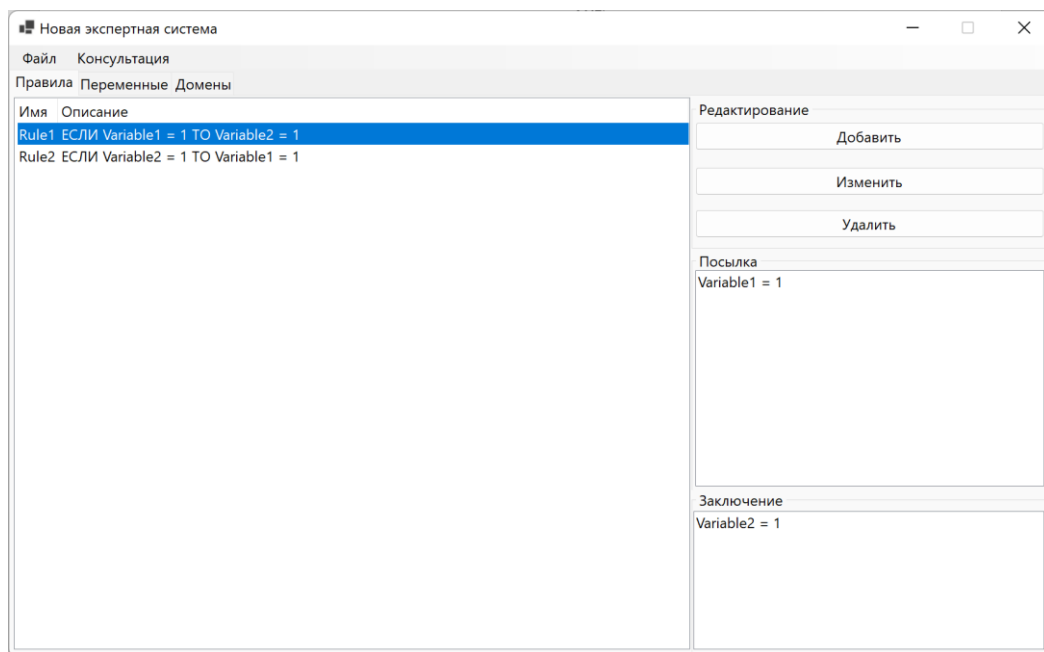 Новая экспертная система
Файл Консультация
Правила Переменные Домены
Имя Описание
Rule1 ЕСЛИ Variable1 = 1 ТО Variable2 = 1
Rule2 ЕСЛИ Variable2 = 1 ТО Variable1 = 1
Редактирование
Добавить
Изменить
Удалить
Посылка
Variable1 = 1
Заключение
Variable2 = 1